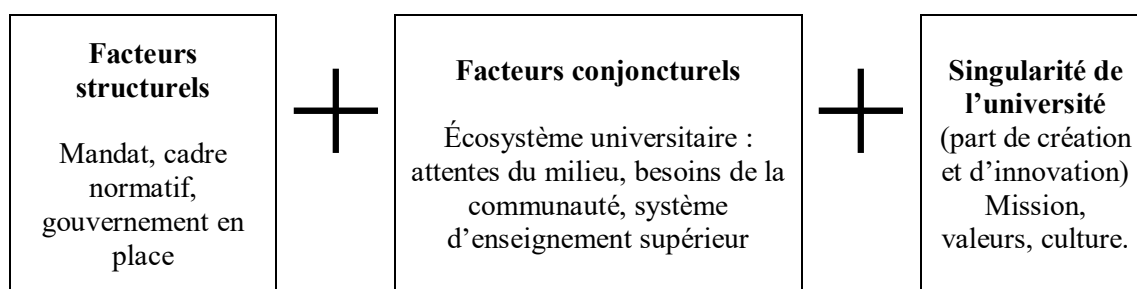 Facteurs
structurels
Mandat, cadre
normatif,
gouvernement en
place
Facteurs conjoncturels
Écosystème universitaire :
attentes du milieu, besoins de la
communauté, système
d’enseignement supérieur
Singularité de
l’université
(part de création
et d’innovation)
Mission,
valeurs, culture.